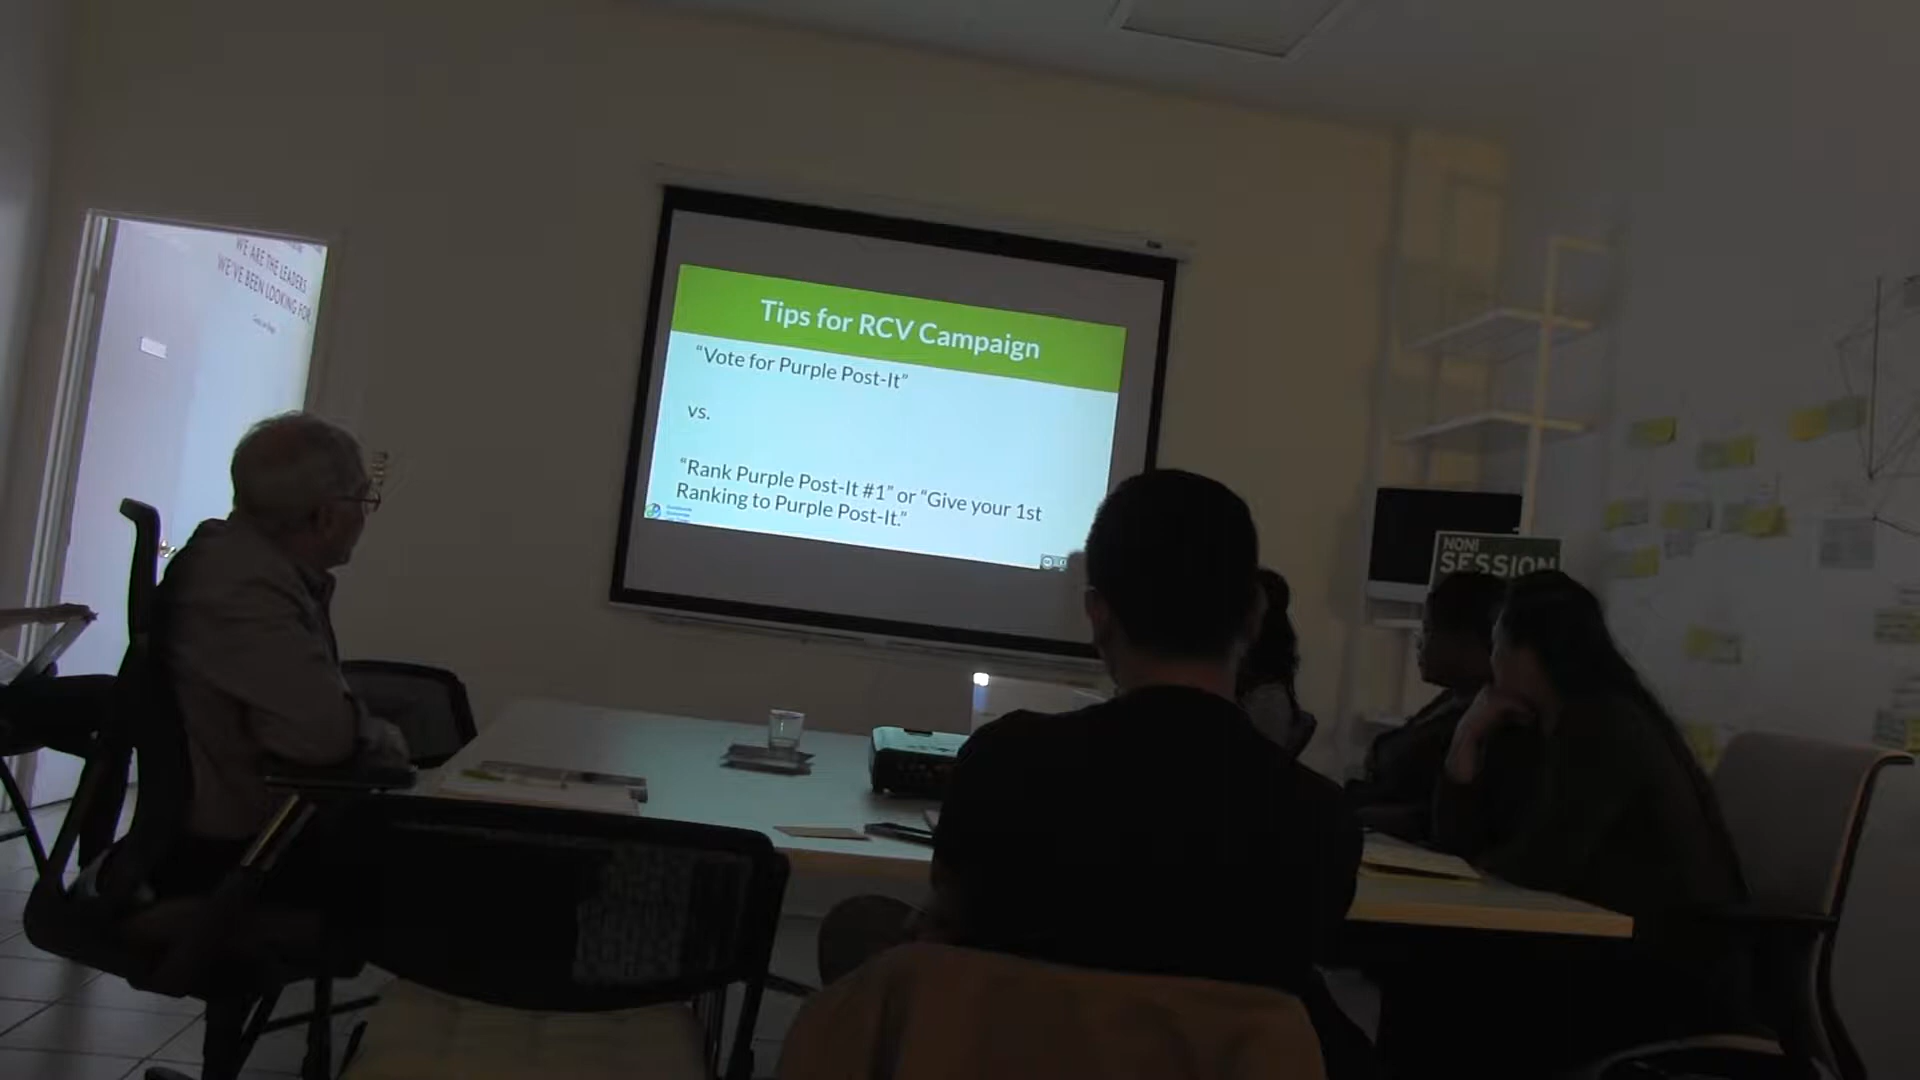 WE ARE THE LEADERS
WE'VE BEEN LOOKING FOR.
Tips for RCV Campaign
“Vote for Purple Post-It”
vs.
“Rank Purple Post-It #1” or “Give your 1st
Ranking to Purple Post-It.”
NONI
SESSION